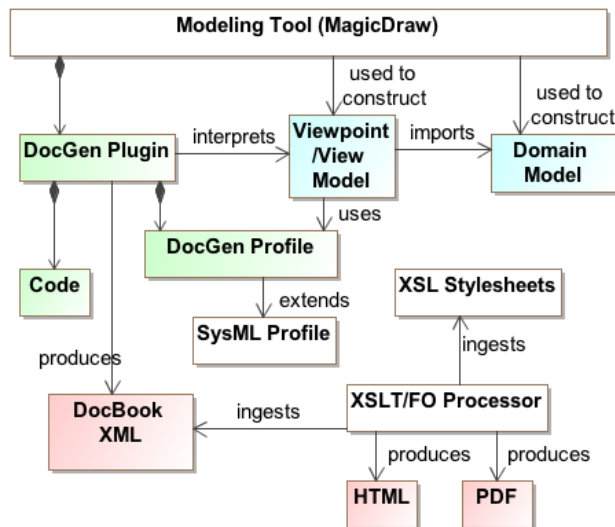 Modeling Tool (MagicDraw)
used to
construct
used to
construct
DocGen Plugin
interprets
Viewpoint
/View
Model
imports
Domain
Model
uses
DocGen Profile
Code
extends
SysML Profile
XSL Stylesheets
ingests
produces
DocBook
XML
ingests
XSLT/FO Processor
produces
produces
HTML
PDF